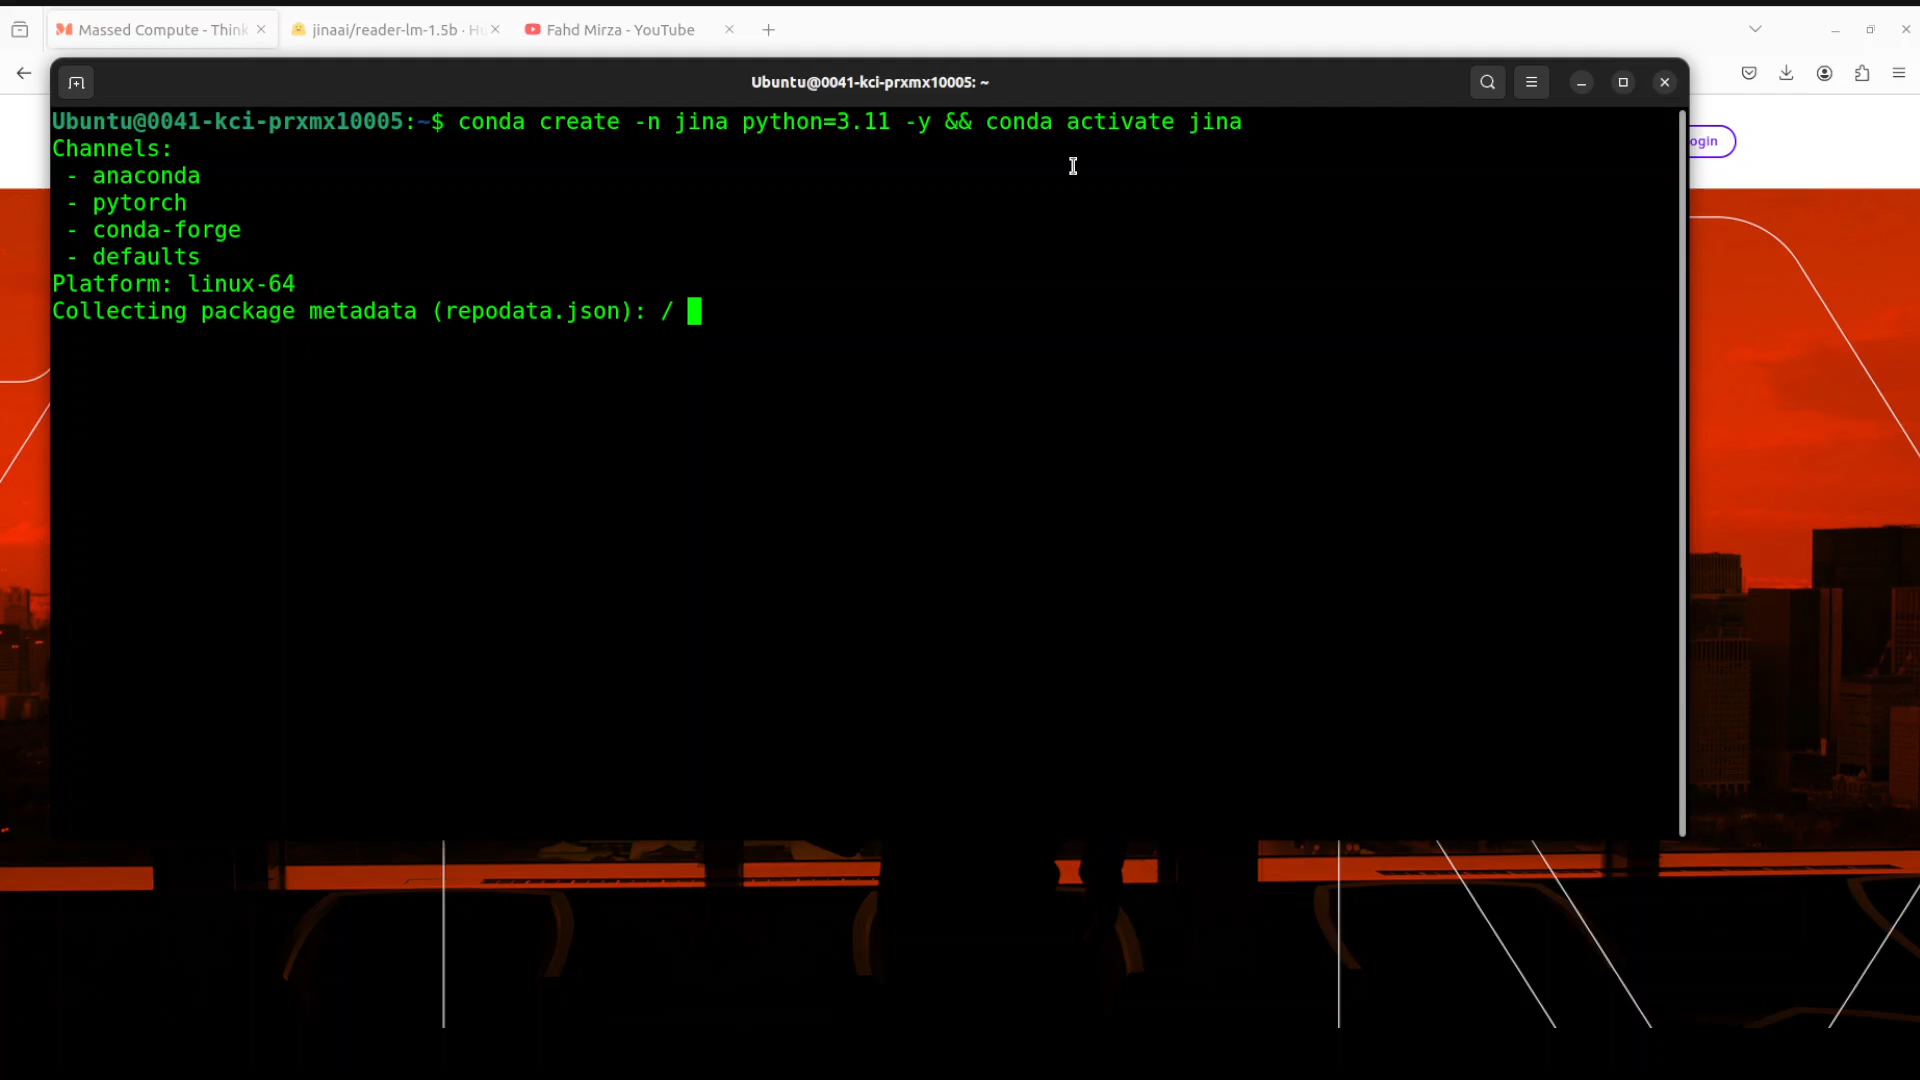 Massed Compute - Think
jinaai/reader-lm-1.5b · Hu
Fahd Mirza - YouTube
Ubuntu@0041-kci-prxmx10005: ~
ogin
Ubuntu@0041-kci-prxmx10005:~$ conda create -n jina python=3.11 -y && conda activate jina
Channels:
- anaconda
- pytorch
- conda-forge
- defaults
Platform: linux-64
Collecting package metadata (repodata.json): /